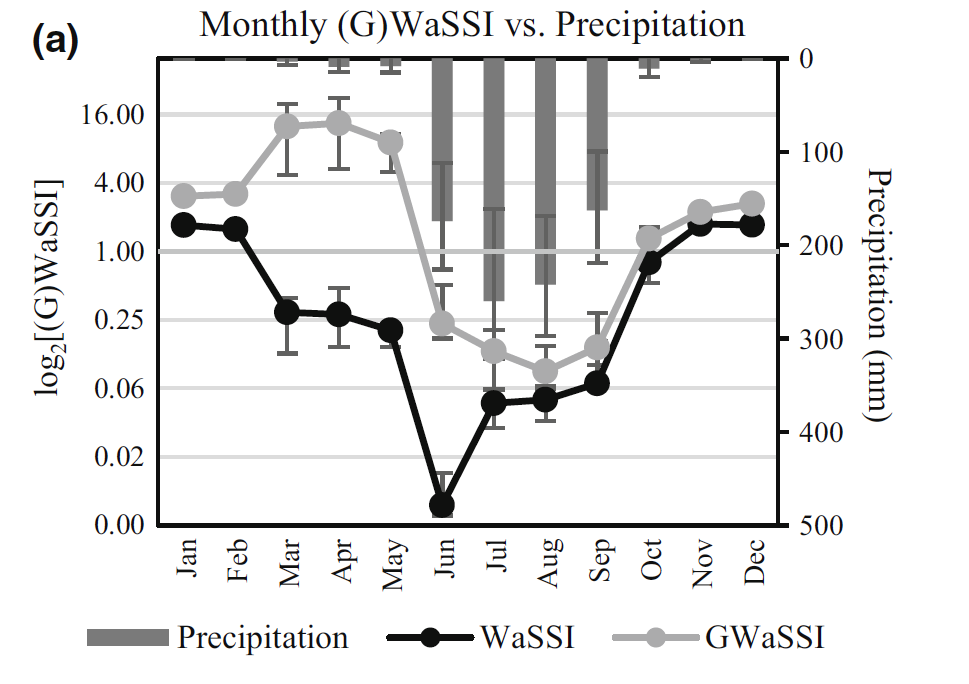 (a)
Monthly (G)WaSSI vs. Precipitation
log₂[(G)WaSSI]
16.00
4.00
1.00
0.25
0.06
0.02
0.00
0
100
200
300
400
500
Precipitation (mm)
Jan Feb Mar Apr May Jun Jul Aug Sep Oct Nov Dec
Precipitation WaSSI GWaSSI